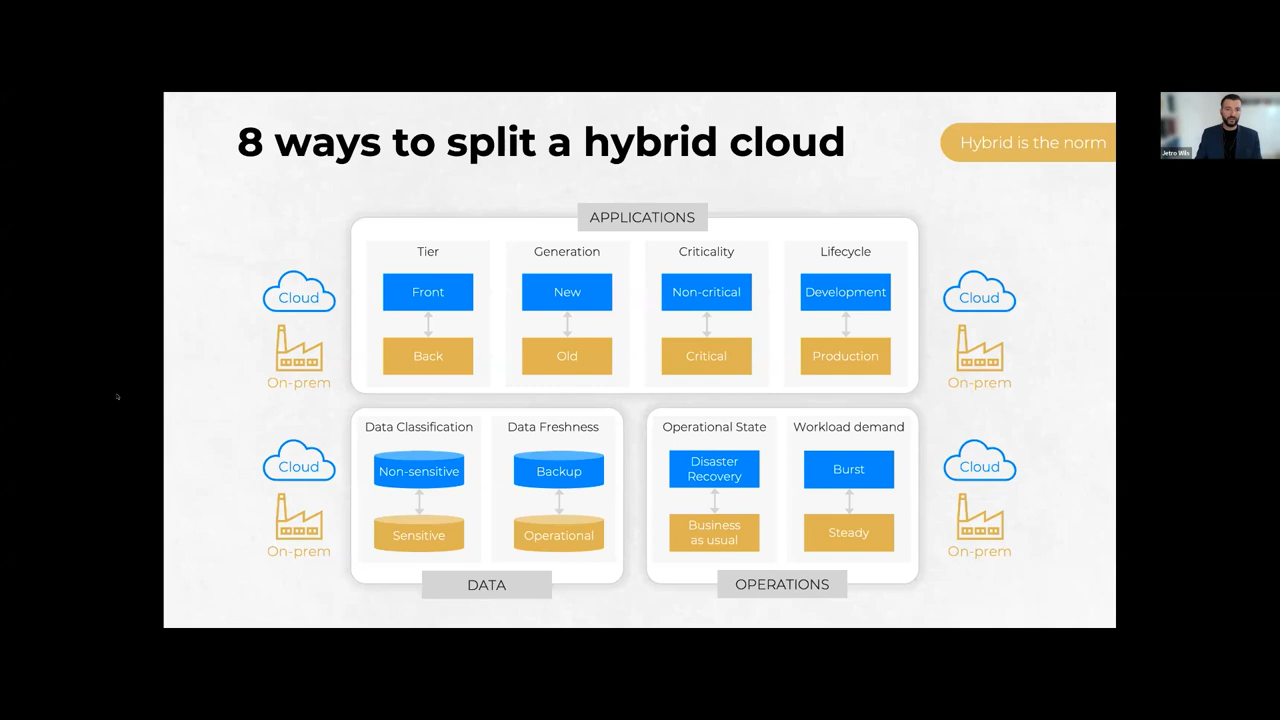 8 ways to split a hybrid cloud
Hybrid is the norm
Jetro Wils
APPLICATIONS
Tier
Generation
Criticality
Lifecycle
Cloud
Front
New
Non-critical
Development
Cloud
On-prem
Back
Old
Critical
Production
On-prem
Data Classification
Data Freshness
Operational State
Workload demand
Cloud
Non-sensitive
Backup
Disaster
Recovery
Burst
Cloud
On-prem
Sensitive
Operational
Business
as usual
Steady
On-prem
DATA
OPERATIONS